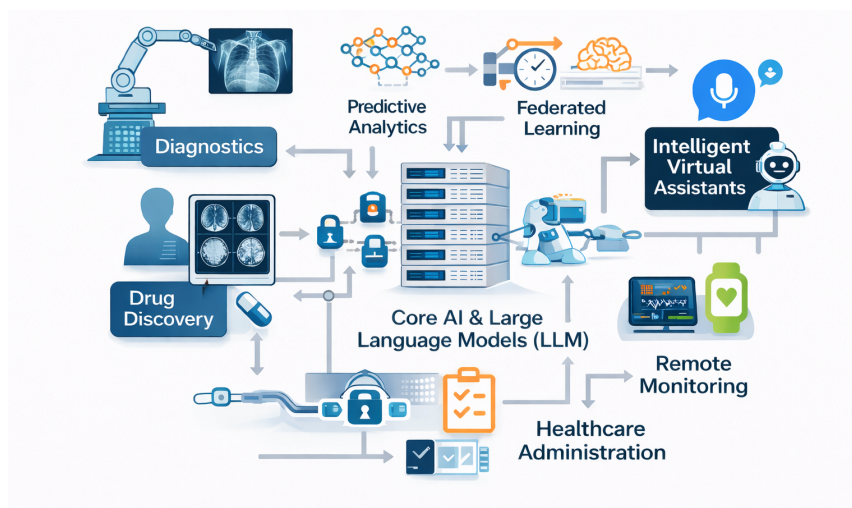 Predictive
Analytics
Federated
Learning
Diagnostics
Intelligent
Virtual
Assistants
Drug
Discovery
Core AI & Large
Language Models (LLM)
Remote
Monitoring
Healthcare
Administration